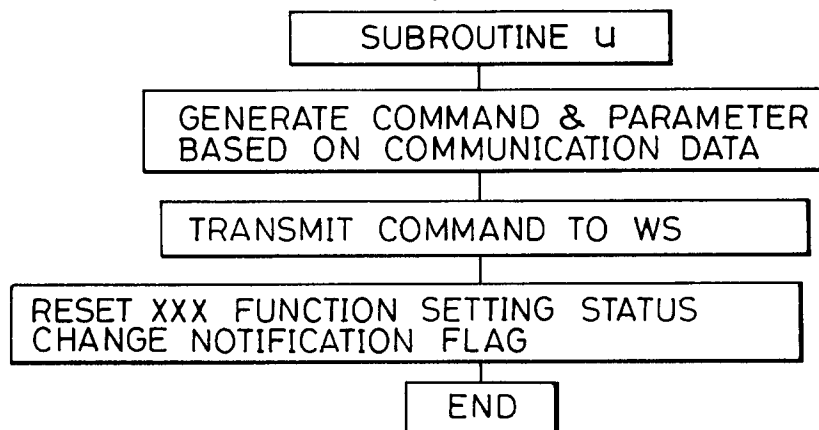 SUBROUTINE u
GENERATE COMMAND & PARAMETER
BASED ON COMMUNICATION DATA
TRANSMIT COMMAND TO WS
RESET XXX FUNCTION SETTING STATUS
CHANGE NOTIFICATION FLAG
END